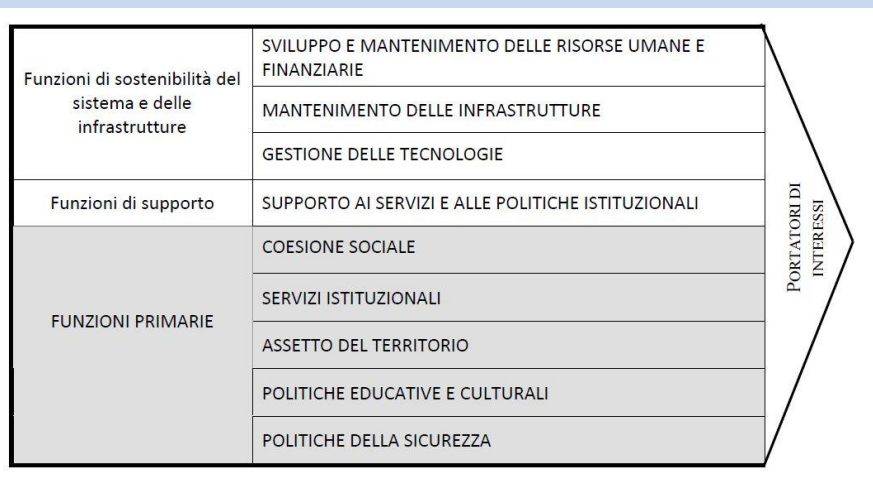 Funzioni di sostenibilità del
sistema e delle
infrastrutture
SVILUPPO E MANTENIMENTO DELLE RISORSE UMANE E
FINANZIARIE
MANTENIMENTO DELLE INFRASTRUTTURE
GESTIONE DELLE TECNOLOGIE
Funzioni di supporto
SUPPORTO AI SERVIZI E ALLE POLITICHE ISTITUZIONALI
FUNZIONI PRIMARIE
COESIONE SOCIALE
SERVIZI ISTITUZIONALI
ASSETTO DEL TERRITORIO
POLITICHE EDUCATIVE E CULTURALI
POLITICHE DELLA SICUREZZA
PORTATORI DI
INTERESSI